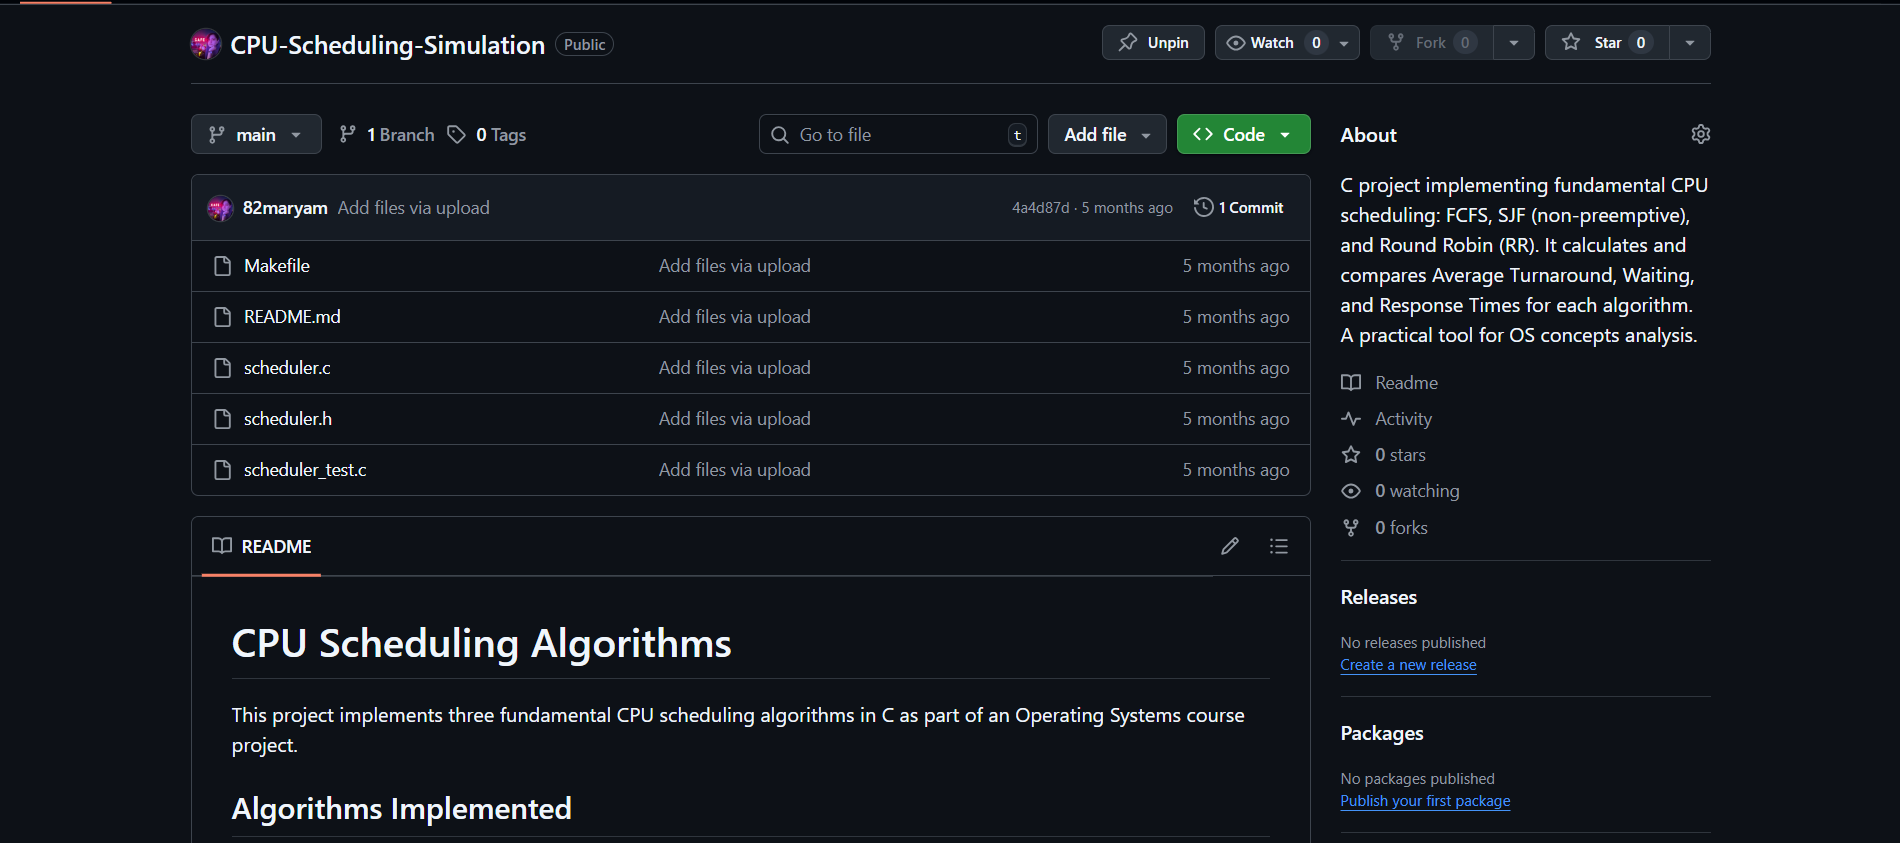 CPU-Scheduling-Simulation Public Unpin Watch 0 Fork 0 Star 0
main 1 Branch 0 Tags Go to file t Add file Code
82maryam Add files via upload 4a4d87d · 5 months ago 1 Commit
Makefile Add files via upload 5 months ago
README.md Add files via upload 5 months ago
scheduler.c Add files via upload 5 months ago
scheduler.h Add files via upload 5 months ago
scheduler_test.c Add files via upload 5 months ago
README
CPU Scheduling Algorithms
This project implements three fundamental CPU scheduling algorithms in C as part of an Operating Systems course
project.
Algorithms Implemented
About
C project implementing fundamental CPU
scheduling: FCFS, SJF (non-preemptive),
and Round Robin (RR). It calculates and
compares Average Turnaround, Waiting,
and Response Times for each algorithm.
A practical tool for OS concepts analysis.
Readme
Activity
0 stars
0 watching
0 forks
Releases
No releases published
Create a new release
Packages
No packages published
Publish your first package